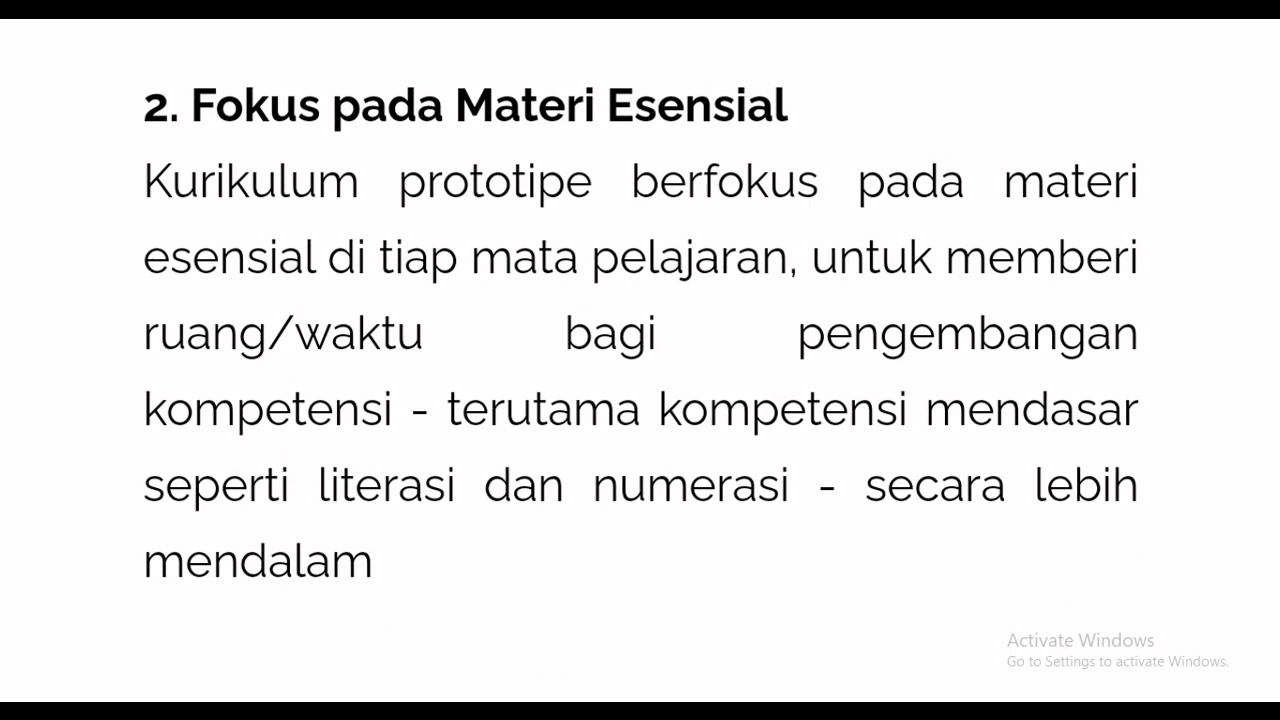 2. Fokus pada Materi Esensial
Kurikulum prototipe berfokus pada materi
esensial di tiap mata pelajaran, untuk memberi
ruang/waktu bagi pengembangan
kompetensi - terutama kompetensi mendasar
seperti literasi dan numerasi - secara lebih
mendalam
Activate Windows
Go to Settings to activate Windows.